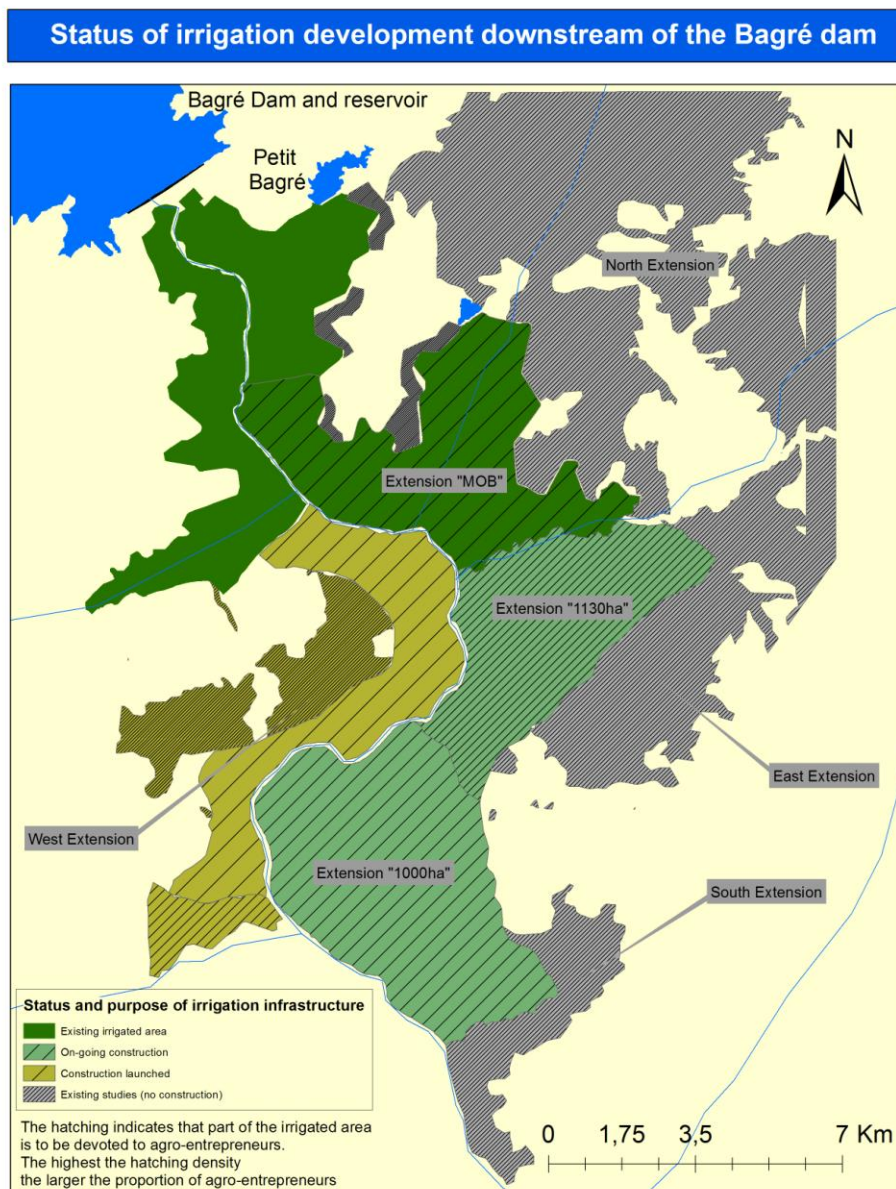 Status of irrigation development downstream of the Bagré dam
Bagré Dam and reservoir
Petit
Bagré
N
North Extension
Extension "MOB"
Extension "1130ha"
East Extension
West Extension
Extension "1000ha"
South Extension
Status and purpose of irrigation infrastructure
Existing irrigated area
On-going construction
Construction launched
Existing studies (no construction)
The hatching indicates that part of the irrigated area
is to be devoted to agro-entrepreneurs.
The highest the hatching density
the larger the proportion of agro-entrepreneurs
0 1,75 3,5 7 Km